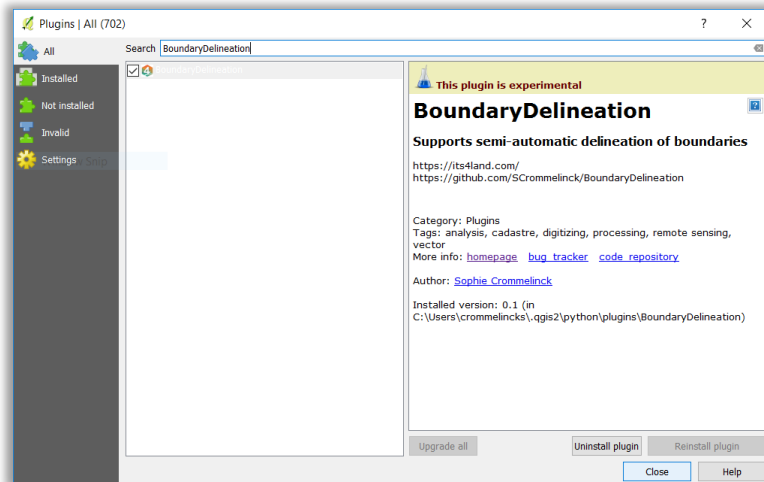 Plugins | All (702)
?
All
Search BoundaryDelineation
Installed
Not installed
Invalid
Settings
BoundaryDelineation
This plugin is experimental
BoundaryDelineation
Supports semi-automatic delineation of boundaries
https://its4land.com/
https://github.com/SCrommelinck/BoundaryDelineation
Category: Plugins
Tags: analysis, cadastre, digitizing, processing, remote sensing,
vector
More info: homepage bug tracker code repository
Author: Sophie Crommelinck
Installed version: 0.1 (in
C:\Users\crommelincks\.qgis2\python\plugins\BoundaryDelineation)
Upgrade all
Uninstall plugin
Reinstall plugin
Close
Help